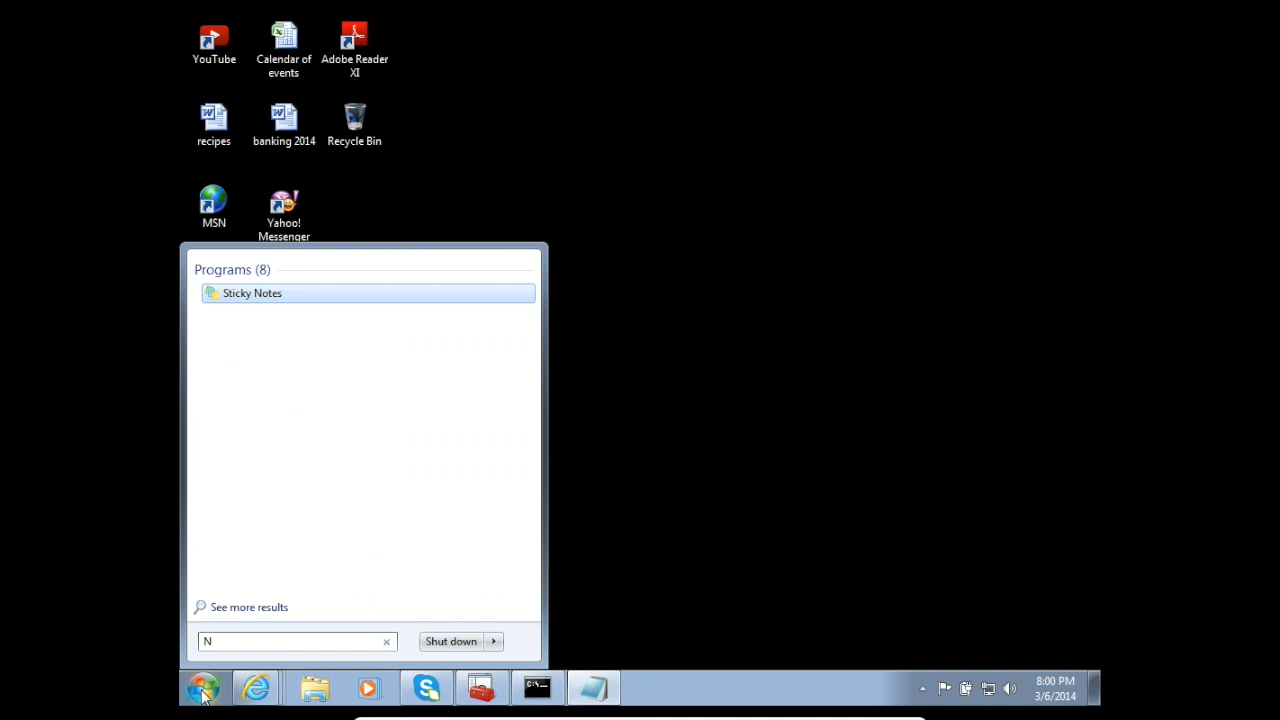 YouTube
Calendar of
events
Adobe Reader
XI
recipes
banking 2014
Recycle Bin
MSN
Yahoo!
Messenger
Programs (8)
Sticky Notes
See more results
N
Shut down
C:\_
8:00 PM
3/6/2014